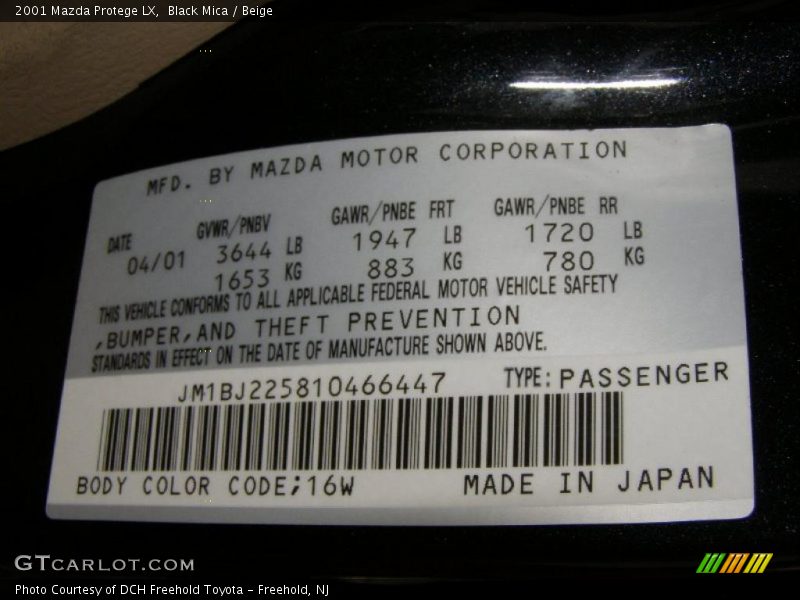 2001 Mazda Protege LX, Black Mica / Beige
MFD. BY MAZDA MOTOR CORPORATION
DATE GVWR/PNBV GAWR/PNBE FRT GAWR/PNBE RR
04/01 3644 LB 1947 LB 1720 LB
1653 KG 883 KG 780 KG
THIS VEHICLE CONFORMS TO ALL APPLICABLE FEDERAL MOTOR VEHICLE SAFETY
,BUMPER,AND THEFT PREVENTION
STANDARDS IN EFFECT ON THE DATE OF MANUFACTURE SHOWN ABOVE.
JM1BJ225810466447 TYPE:PASSENGER
BODY COLOR CODE;16W MADE IN JAPAN
GTCARLOT.COM
Photo Courtesy of DCH Freehold Toyota - Freehold, NJ